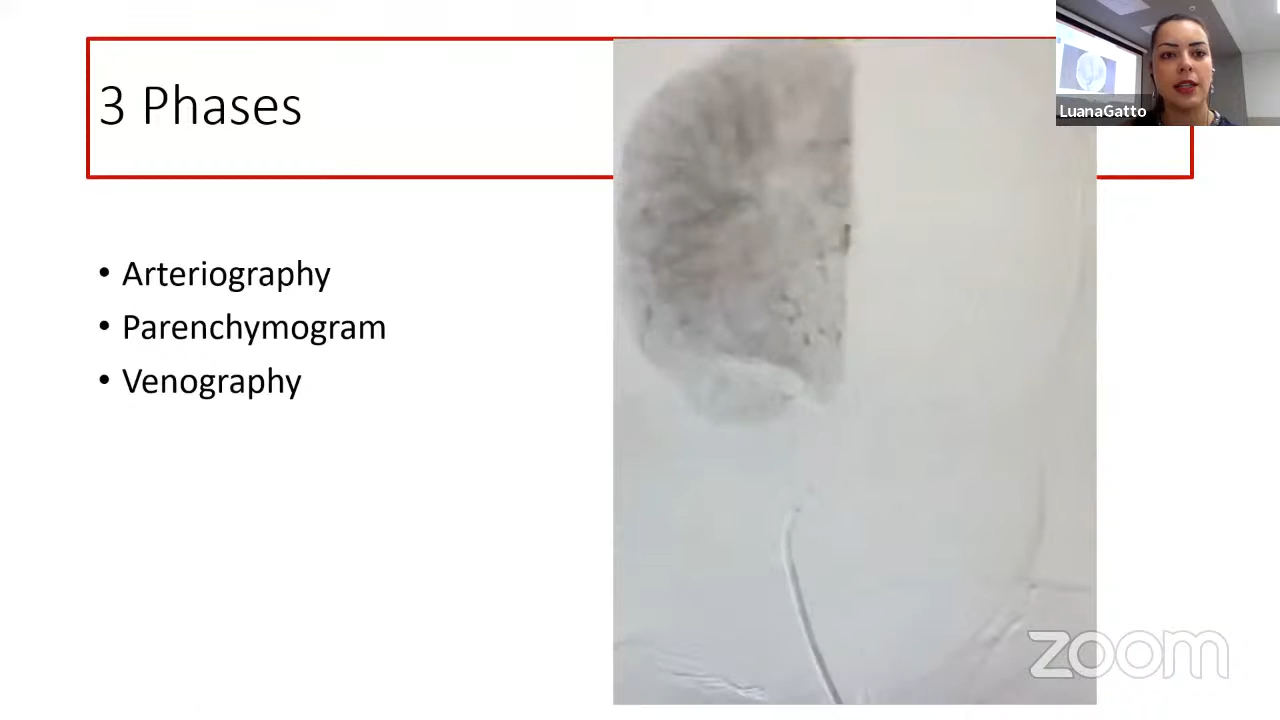 3 Phases
• Arteriography
• Parenchymogram
• Venography
LuanaGatto
zoom